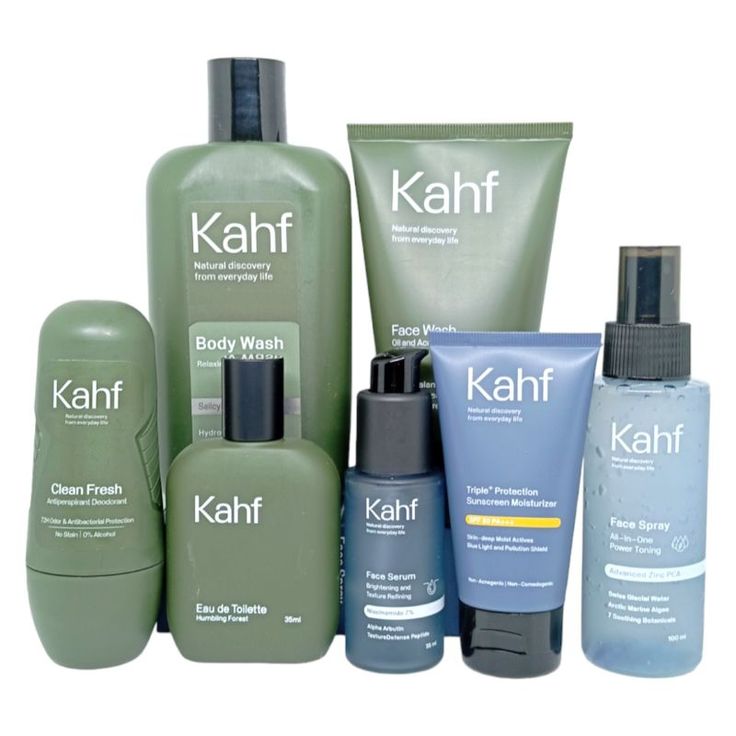 Kahf
Natural discovery
from everyday life
Body Wash
Kahf
Natural discovery
from everyday life
Face Wash
Kahf
Natural discovery
from everyday life
Clean Fresh
Antiperspirant Deodorant
72H Odor & Antibacterial Protection
No Stain | 0% Alcohol
Kahf
Eau de Toilette
Humbling Forest 35ml
Kahf
Natural discovery
from everyday life
Face Serum
Brightening and
Texture Refining
Niacinamide 7%
Alpha Arbutin
TextureDefense Peptide
Kahf
Natural discovery
from everyday life
Triple+ Protection
Sunscreen Moisturizer
SPF 30 PA+++
Skin-deep Moist Actives
Blue Light and Pollution Shield
Non-Acnegenic | Non-Comedogenic
Kahf
Natural discovery
from everyday life
Face Spray
All-in-One
Power Toning
Advanced Zinc PCA
Swiss Glacial Water
Arctic Marine Algae
7 Soothing Botanicals
100 ml
Face Spray